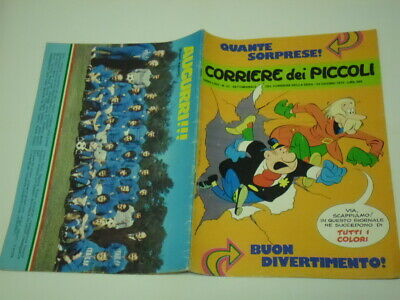 AUGURI!!!
QUANTE
SORPRESE!
CORRIERE dei PICCOLI
VIA,
SCAPPIAMO!
IN QUESTO GIORNALE
NE SUCCEDONO DI
TUTTI I
COLORI
BUON
DIVERTIMENTO!